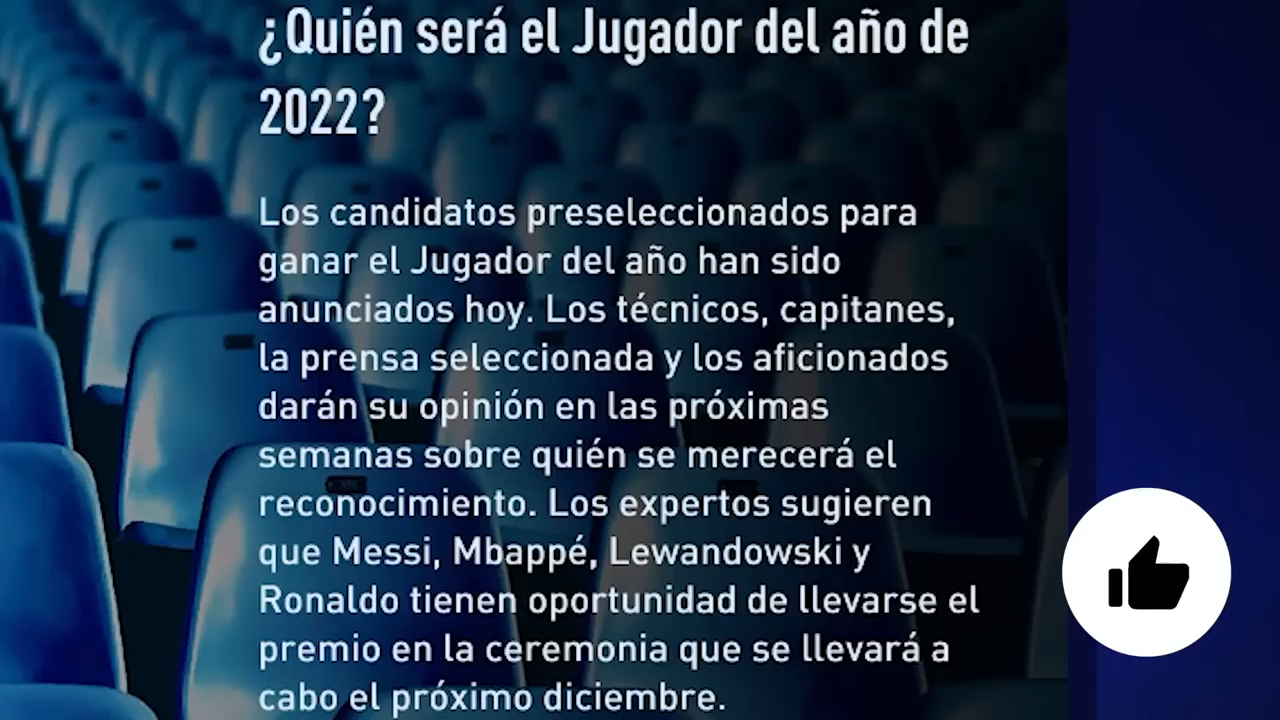 ¿Quién será el Jugador del año de
2022?
Los candidatos preseleccionados para
ganar el Jugador del año han sido
anunciados hoy. Los técnicos, capitanes,
la prensa seleccionada y los aficionados
darán su opinión en las próximas
semanas sobre quién se merecerá el
reconocimiento. Los expertos sugieren
que Messi, Mbappé, Lewandowski y
Ronaldo tienen oportunidad de llevarse el
premio en la ceremonia que se llevará a
cabo el próximo diciembre.